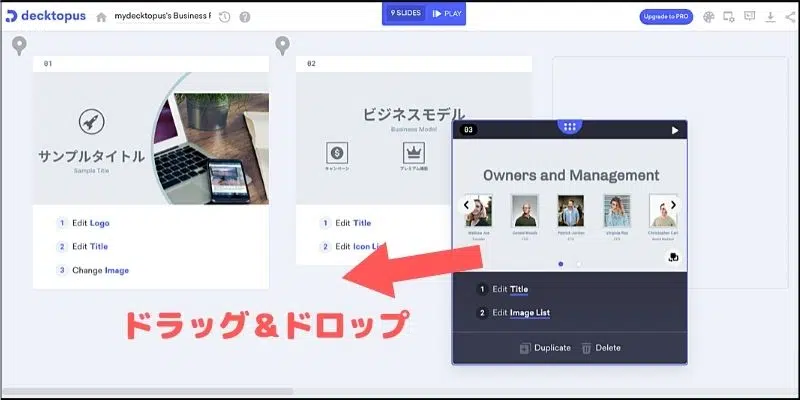 decktopus
mydecktopus's Business P
9 SLIDES
PLAY
Upgrade to PRO
01
サンプルタイトル
Sample Title
1 Edit Logo
2 Edit Title
3 Change Image
02
ビジネスモデル
Business Model
キャンペーン
プレミアム機能
1 Edit Title
2 Edit Icon Li
03
Owners and Management
1 Edit Title
2 Edit Image List
Duplicate
Delete
ドラッグ&ドロップ